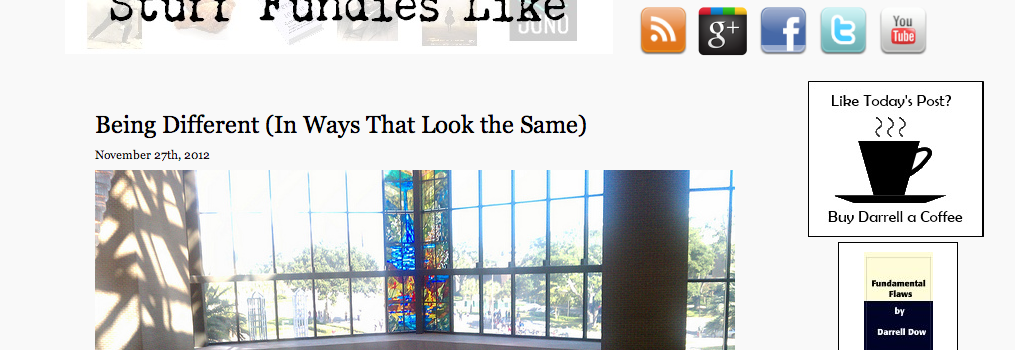 Stuff Fundies Like
g+
f
t
You
Tube
Being Different (In Ways That Look the Same)
November 27th, 2012
Like Today's Post?
Buy Darrell a Coffee
Fundamental
Flaws
by
Darrell Dow